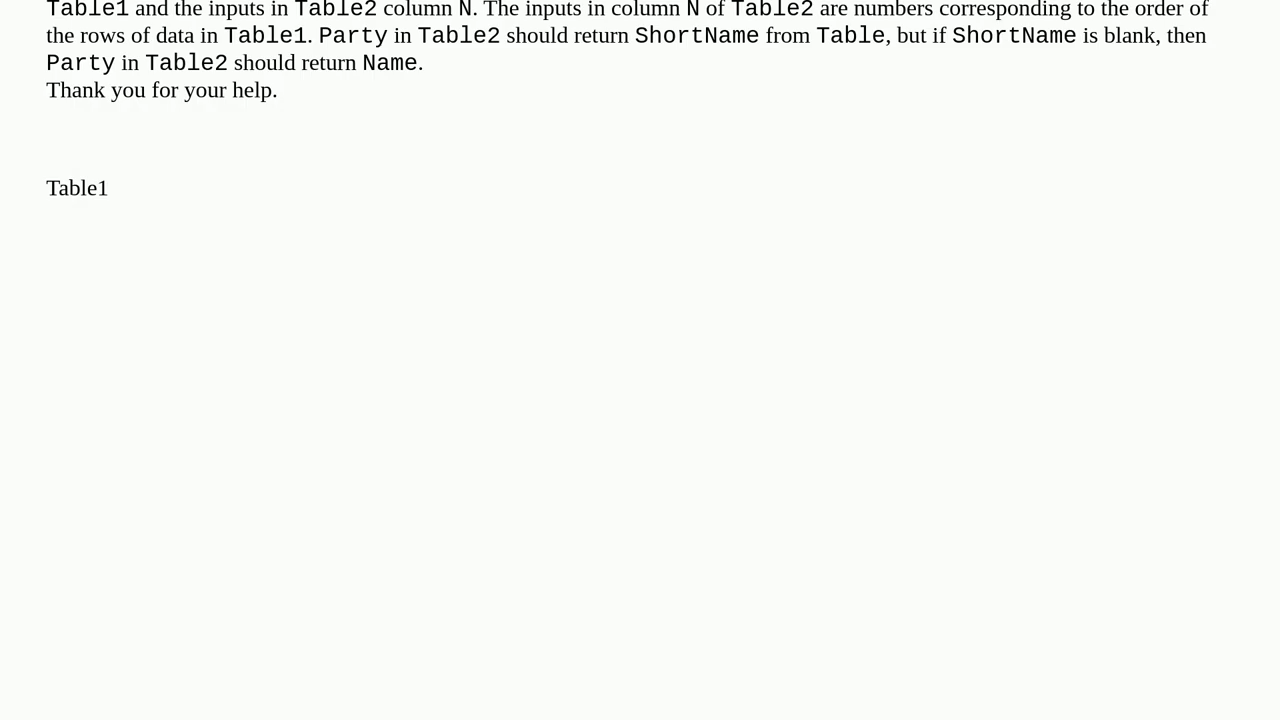 Table1 and the inputs in Table2 column N. The inputs in column N of Table2 are numbers corresponding to the order of
the rows of data in Table1. Party in Table2 should return ShortName from Table, but if ShortName is blank, then
Party in Table2 should return Name.
Thank you for your help.
Table1